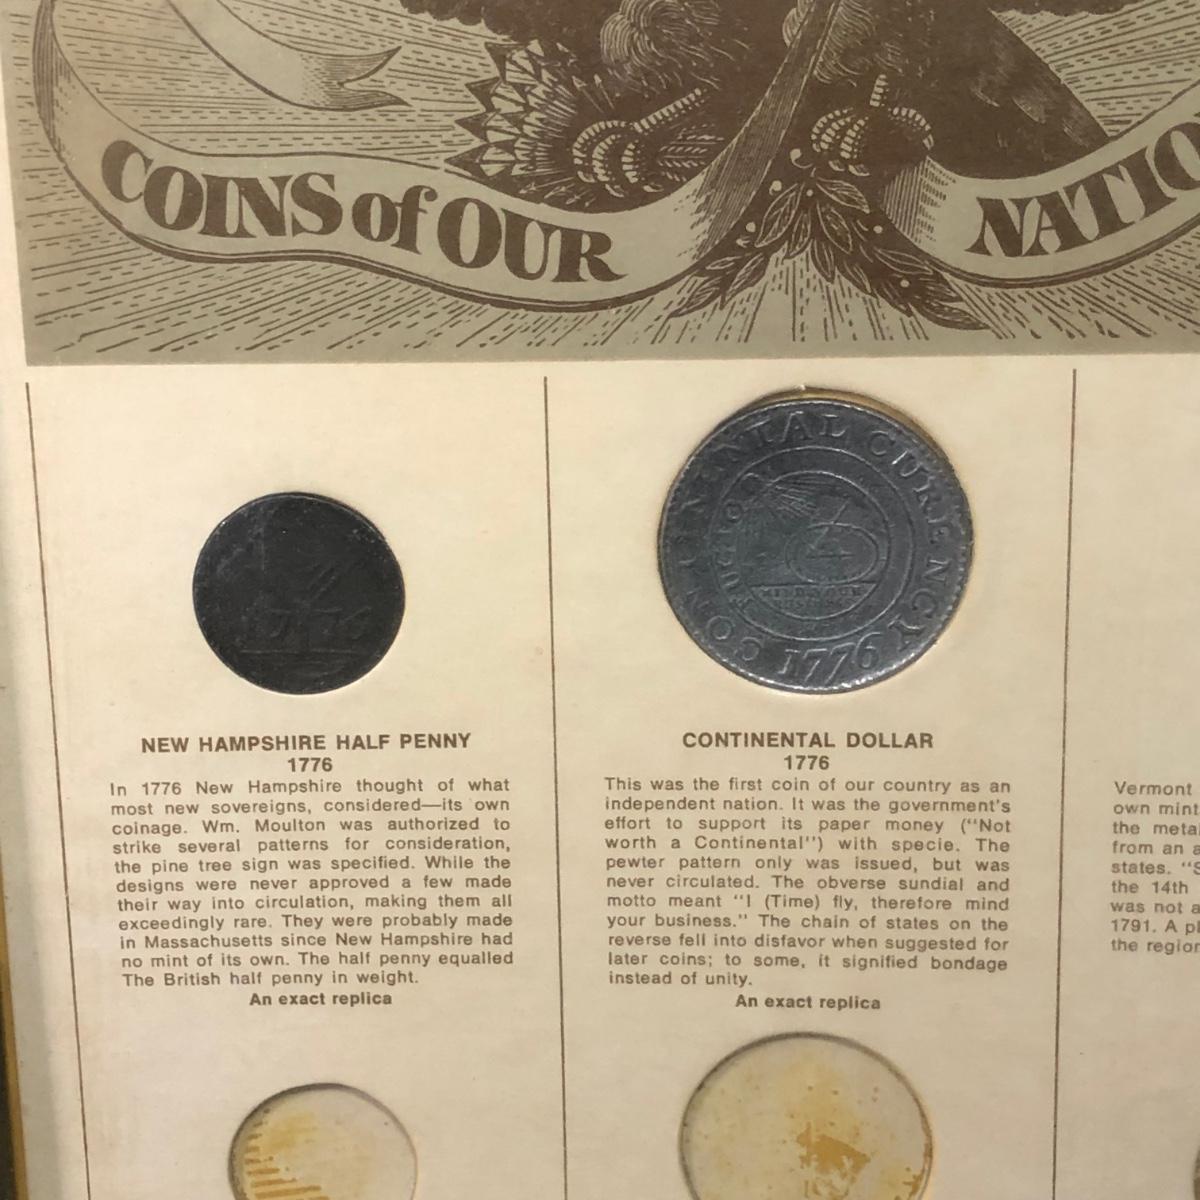 COINS of OUR NATIO
CONTINENTAL CURENCY
FUGIO
MIND YOUR
BUSINESS
1776
1776
NEW HAMPSHIRE HALF PENNY
1776
In 1776 New Hampshire thought of what
most new sovereigns, considered—its own
coinage. Wm. Moulton was authorized to
strike several patterns for consideration,
the pine tree sign was specified. While the
designs were never approved a few made
their way into circulation, making them all
exceedingly rare. They were probably made
in Massachusetts since New Hampshire had
no mint of its own. The half penny equalled
The British half penny in weight.
An exact replica
CONTINENTAL DOLLAR
1776
This was the first coin of our country as an
independent nation. It was the government's
effort to support its paper money ("Not
worth a Continental") with specie. The
pewter pattern only was issued, but was
never circulated. The obverse sundial and
motto meant "I (Time) fly, therefore mind
your business." The chain of states on the
reverse fell into disfavor when suggested for
later coins; to some, it signified bondage
instead of unity.
An exact replica
Vermont
own mint
the meta
from an a
states. "S
the 14th
was not a
1791. A pl
the region